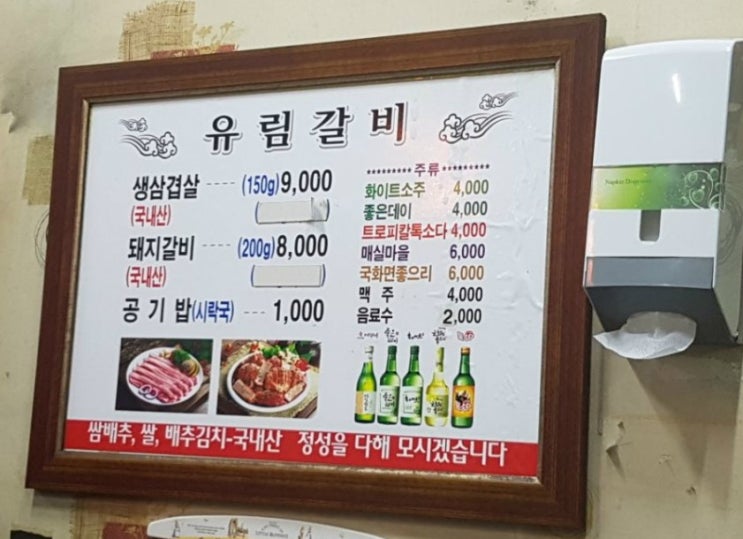 유림갈비
생삼겹살 ---- (150g) 9,000
(국내산)
돼지갈비 ---- (200g) 8,000
(국내산)
공기밥(시락국) --- 1,000
********* 주류 *********
화이트소주 4,000
좋은데이 4,000
트로피칼톡소다 4,000
매실마을 6,000
국화면좋으리 6,000
맥 주 4,000
음료수 2,000
쌈배추, 쌀, 배추김치-국내산 정성을 다해 모시겠습니다